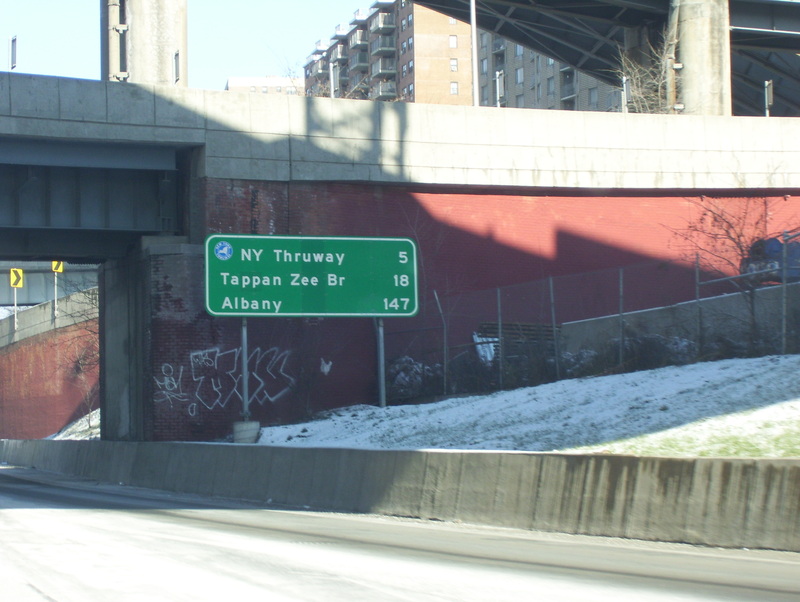 NY Thruway 5
Tappan Zee Br 18
Albany 147